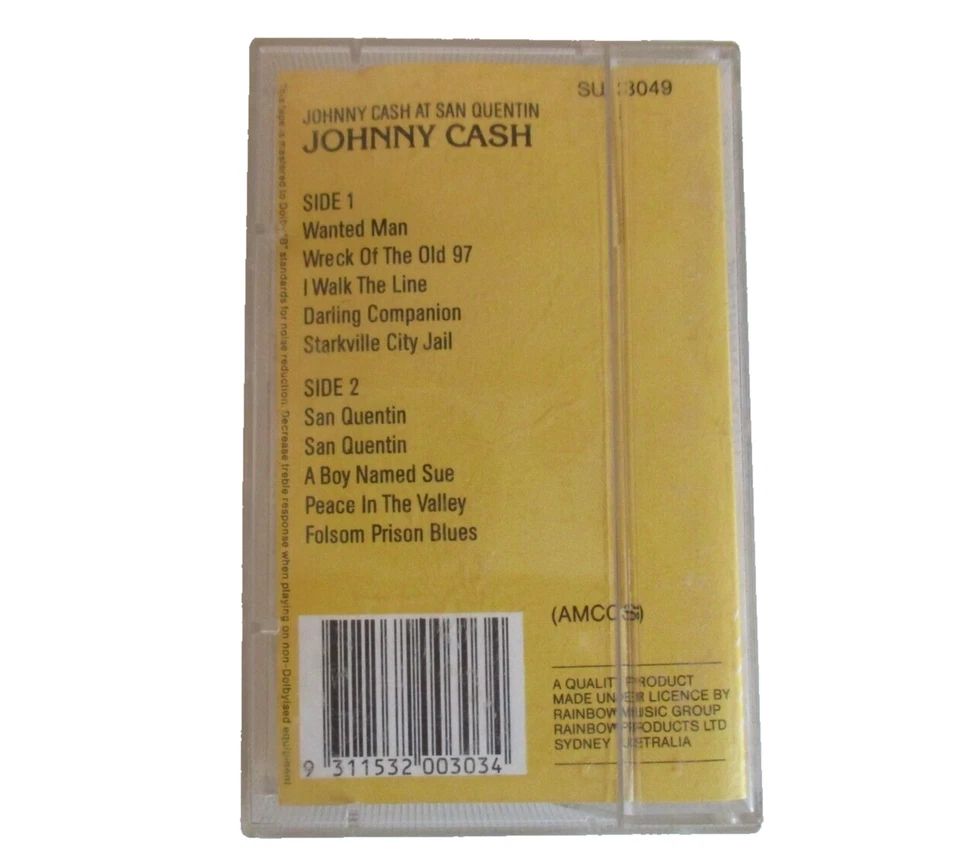 SU 3049
JOHNNY CASH AT SAN QUENTIN
JOHNNY CASH
SIDE 1
Wanted Man
Wreck Of The Old 97
I Walk The Line
Darling Companion
Starkville City Jail
SIDE 2
San Quentin
San Quentin
A Boy Named Sue
Peace In The Valley
Folsom Prison Blues
(AMCOS)
A QUALITY PRODUCT
MADE UNDER LICENCE BY
RAINBOW MUSIC GROUP
RAINBOW PRODUCTS LTD
SYDNEY AUSTRALIA
9 311532 003034
This tape is mastered to Dolby "B" standards for noise reduction. Decrease treble response when playing on non-Dolbyised equipment